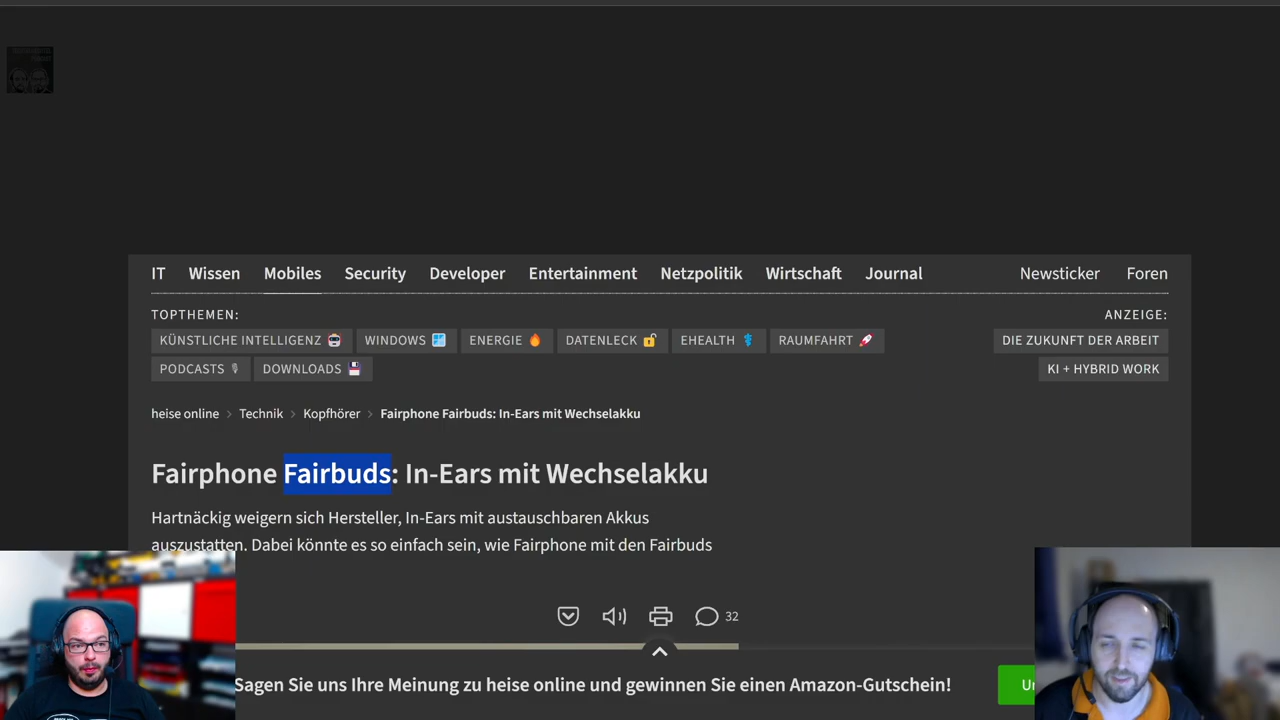 IT Wissen Mobiles Security Developer Entertainment Netzpolitik Wirtschaft Journal Newsticker Foren
TOPTHEMEN: ANZEIGE:
KÜNSTLICHE INTELLIGENZ WINDOWS ENERGIE DATENLECK EHEALTH RAUMFAHRT DIE ZUKUNFT DER ARBEIT
PODCASTS DOWNLOADS KI + HYBRID WORK
heise online > Technik > Kopfhörer > Fairphone Fairbuds: In-Ears mit Wechselakku
Fairphone Fairbuds: In-Ears mit Wechselakku
Hartnäckig weigern sich Hersteller, In-Ears mit austauschbaren Akkus
auszustatten. Dabei könnte es so einfach sein, wie Fairphone mit den Fairbuds
32
Sagen Sie uns Ihre Meinung zu heise online und gewinnen Sie einen Amazon-Gutschein!